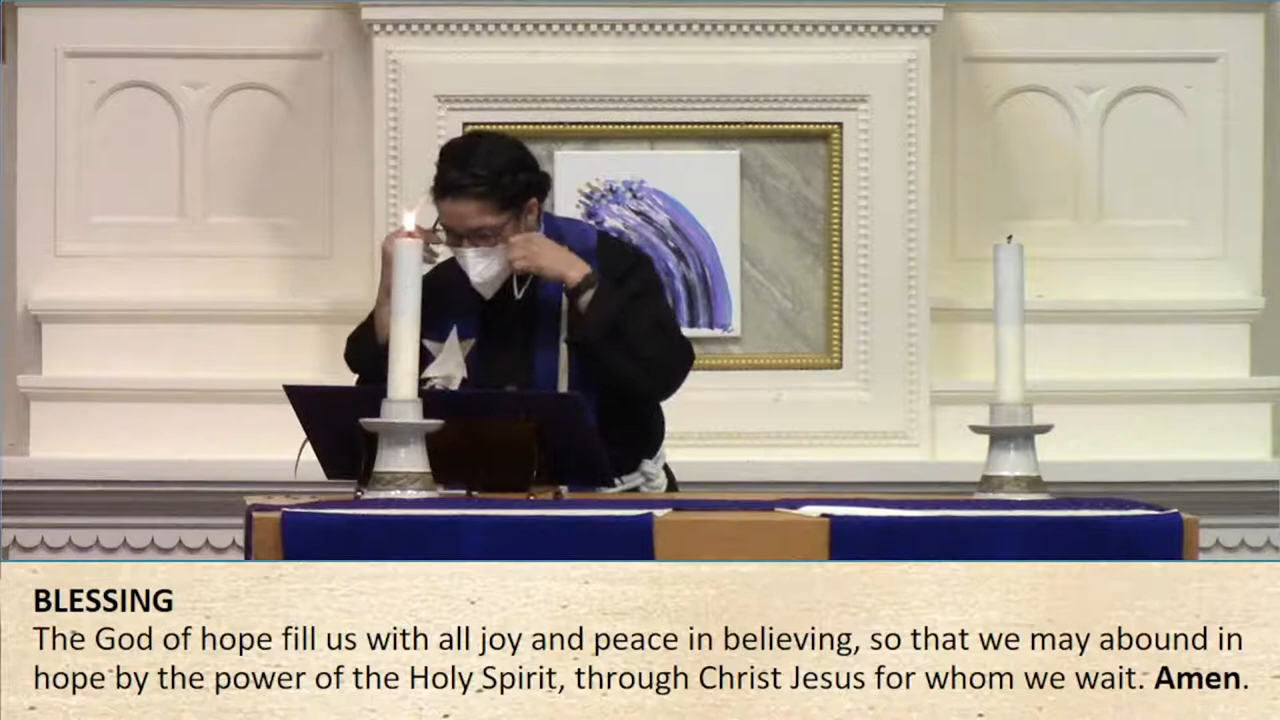 BLESSING
The God of hope fill us with all joy and peace in believing, so that we may abound in
hope by the power of the Holy Spirit, through Christ Jesus for whom we wait. Amen.